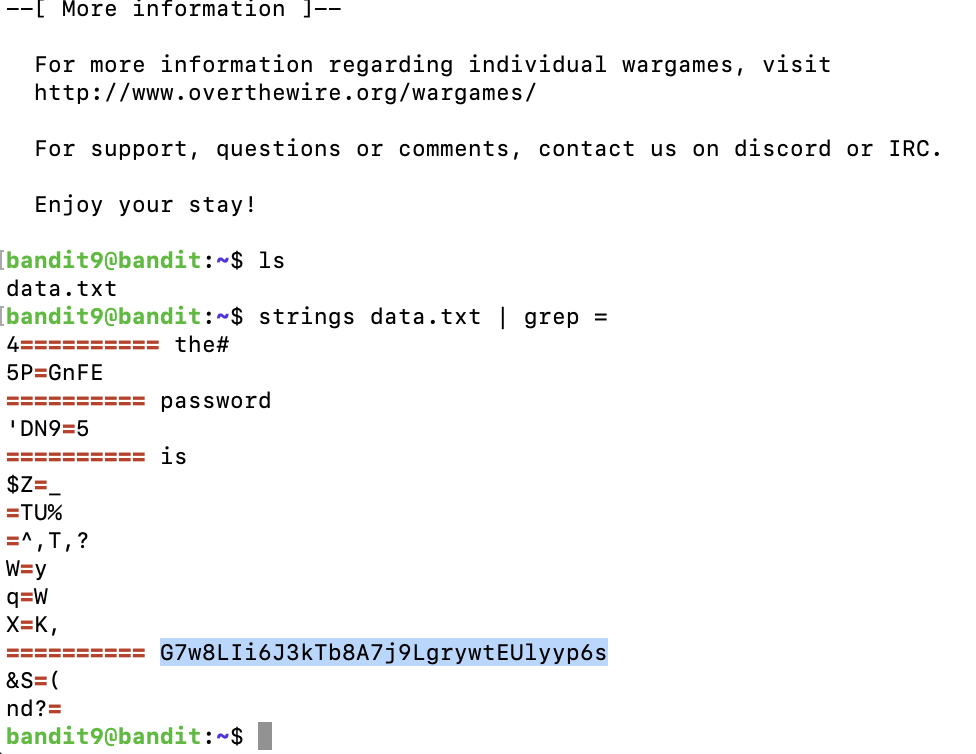 --[ More information ]--
For more information regarding individual wargames, visit
http://www.overthewire.org/wargames/
For support, questions or comments, contact us on discord or IRC.
Enjoy your stay!
[bandit9@bandit:~$ ls
data.txt
[bandit9@bandit:~$ strings data.txt | grep =
4========== the#
5P=GnFE
========== password
'DN9=5
========== is
$Z=_
=TU%
=^,T,?
W=y
q=W
X=K,
========== G7w8LIi6J3kTb8A7j9LgrywtEUlyyp6s
&S=(
nd?=
bandit9@bandit:~$